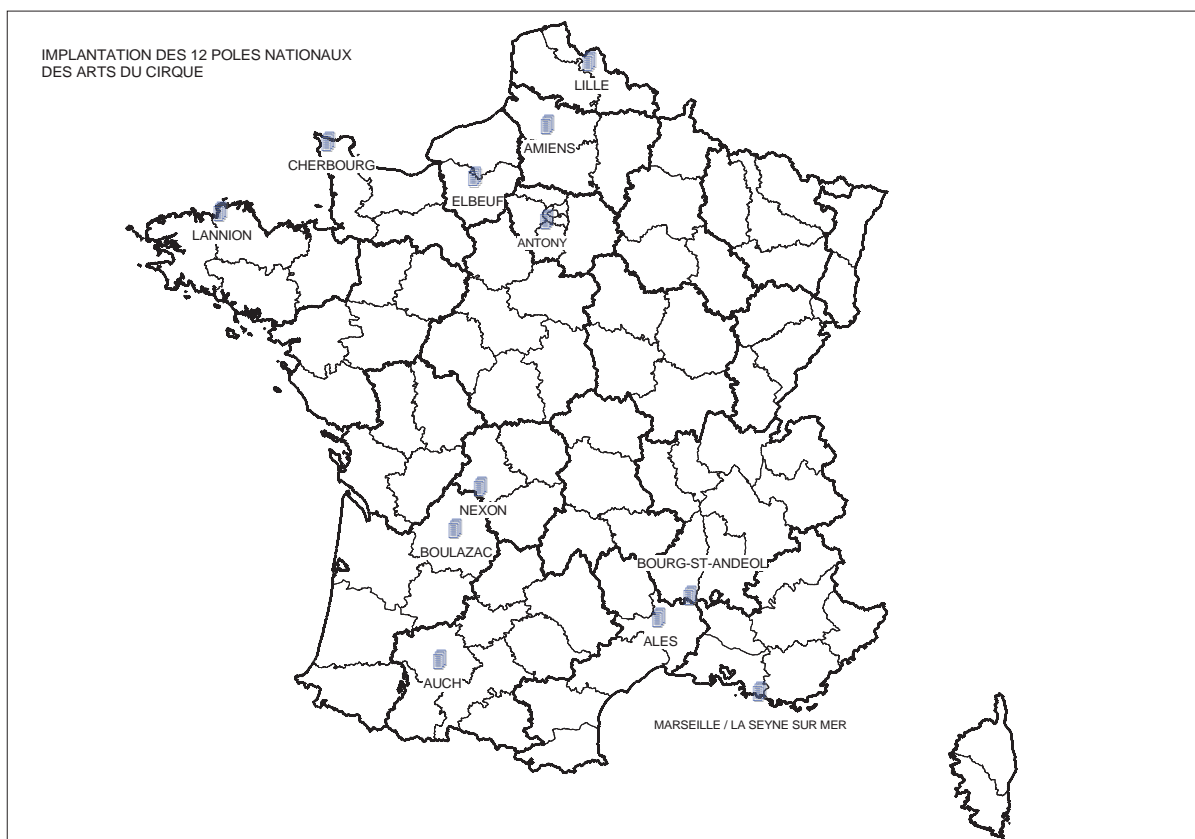 IMPLANTATION DES 12 POLES NATIONAUX
DES ARTS DU CIRQUE
LILLE
AMIENS
CHERBOURG
ELBEUF
LANNION
ANTONY
NEXON
BOULAZAC
BOURG-ST-ANDEOL
ALES
AUCH
MARSEILLE / LA SEYNE SUR MER